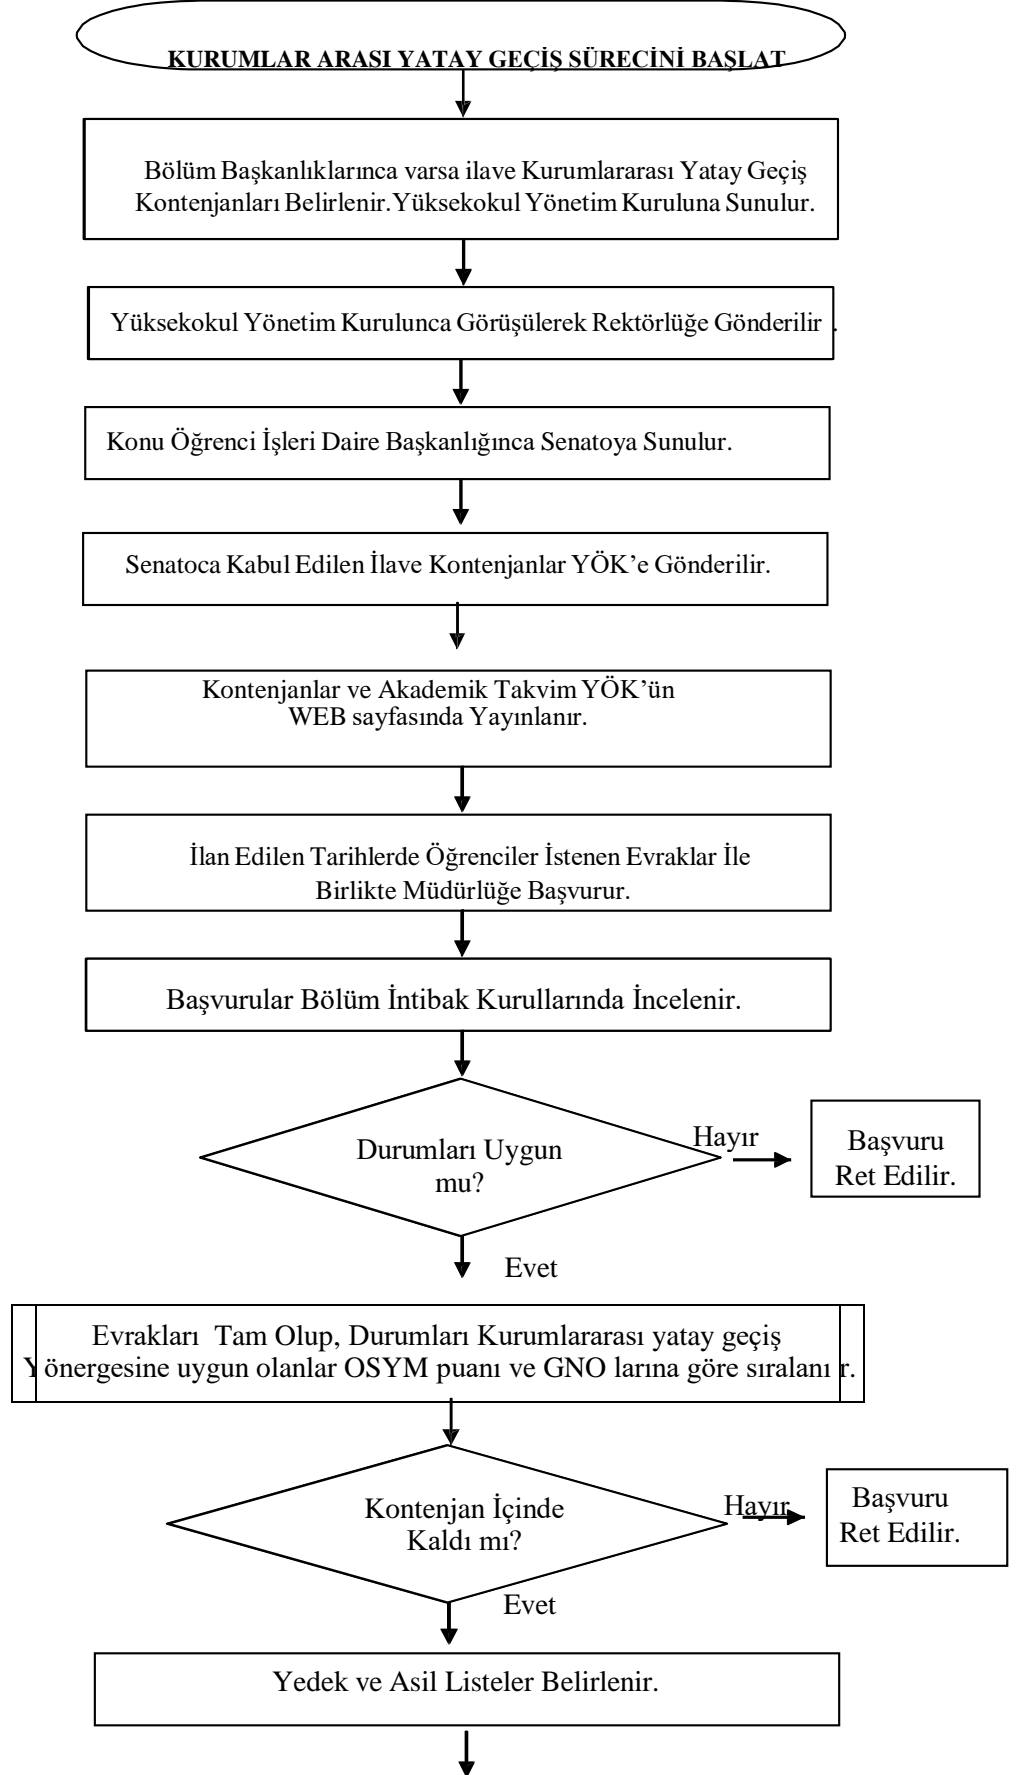 KURUMLAR ARASI YATAY GEÇİŞ SÜRECİNİ BAŞLAT
Bölüm Başkanlıklarınca varsa ilave Kurumlararası Yatay Geçiş
Kontenjanları Belirlenir.Yüksekokul Yönetim Kuruluna Sunulur.
Yüksekokul Yönetim Kurulunca Görüşülerek Rektörlüğe Gönderilir .
Konu Öğrenci İşleri Daire Başkanlığınca Senatoya Sunulur.
Senatoca Kabul Edilen İlave Kontenjanlar YÖK’e Gönderilir.
Kontenjanlar ve Akademik Takvim YÖK’ün
WEB sayfasında Yayınlanır.
İlan Edilen Tarihlerde Öğrenciler İstenen Evraklar İle
Birlikte Müdürlüğe Başvurur.
Başvurular Bölüm İntibak Kurullarında İncelenir.
Durumları Uygun
mu?
Hayır
Başvuru
Ret Edilir.
Evet
Evrakları Tam Olup, Durumları Kurumlararası yatay geçiş
Yönergesine uygun olanlar OSYM puanı ve GNO larına göre sıralanır.
Kontenjan İçinde
Kaldı mı?
Hayır
Başvuru
Ret Edilir.
Evet
Yedek ve Asil Listeler Belirlenir.